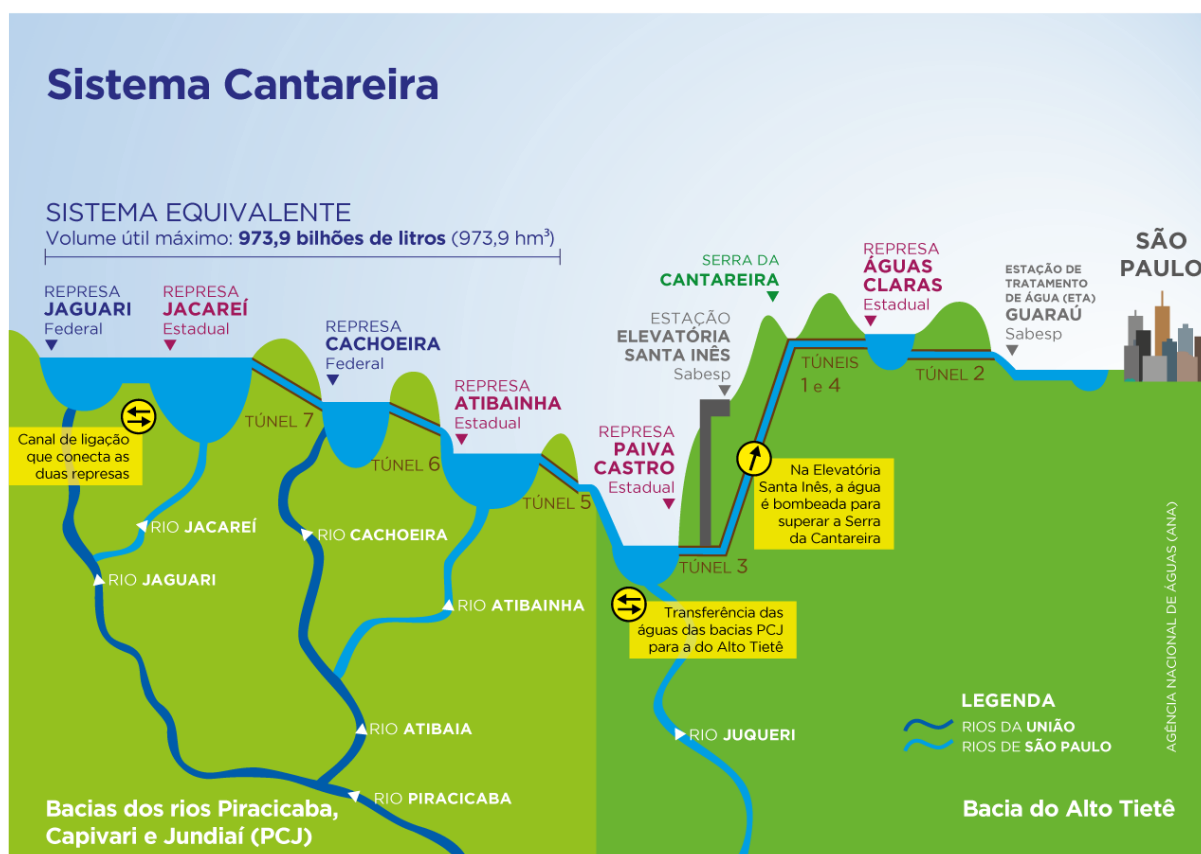 Sistema Cantareira
SISTEMA EQUIVALENTE
Volume útil máximo: 973,9 bilhões de litros (973,9 hm³)
REPRESA
JAGUARI
Federal
REPRESA
JACAREÍ
Estadual
REPRESA
CACHOEIRA
Federal
REPRESA
ATIBAINHA
Estadual
REPRESA
PAIVA
CASTRO
Estadual
ESTAÇÃO
ELEVATÓRIA
SANTA INÊS
Sabesp
SERRA DA
CANTAREIRA
REPRESA
ÁGUAS
CLARAS
Estadual
ESTAÇÃO DE
TRATAMENTO
DE ÁGUA (ETA)
GUARAÚ
Sabesp
SÃO
PAULO
TÚNEL 7
TÚNEL 6
TÚNEL 5
TÚNEL 3
TÚNEIS
1 e 4
TÚNEL 2
Canal de ligação
que conecta as
duas represas
Na Elevatória
Santa Inês, a água
é bombeada para
superar a Serra
da Cantareira
Transferência das
águas das bacias PCJ
para a do Alto Tietê
RIO JACAREÍ
RIO JAGUARI
RIO CACHOEIRA
RIO ATIBAINHA
RIO ATIBAIA
RIO PIRACICABA
RIO JUQUERI
LEGENDA
RIOS DA UNIÃO
RIOS DE SÃO PAULO
AGÊNCIA NACIONAL DE ÁGUAS (ANA)
Bacias dos rios Piracicaba,
Capivari e Jundiaí (PCJ)
Bacia do Alto Tietê